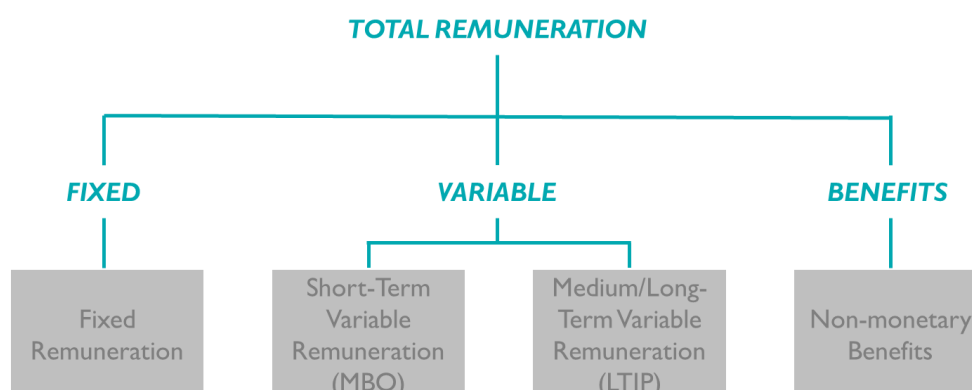 TOTAL REMUNERATION
FIXED
VARIABLE
BENEFITS
Fixed
Remuneration
Short-Term
Variable
Remuneration
(MBO)
Medium/Long-
Term Variable
Remuneration
(LTIP)
Non-monetary
Benefits